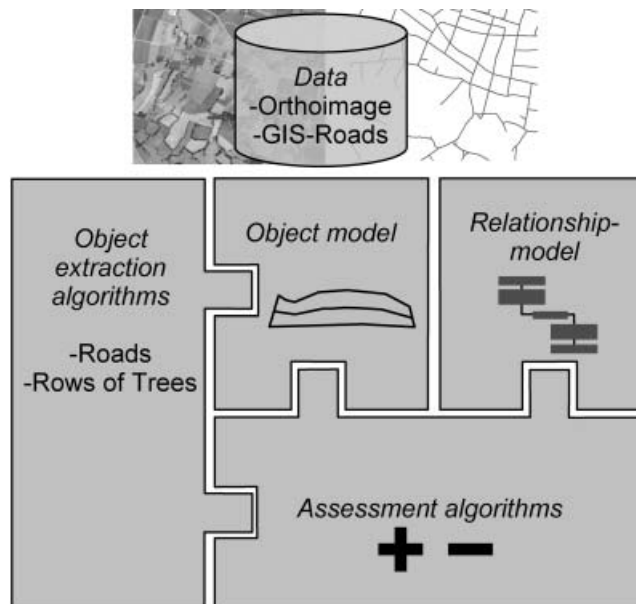 Data
-Orthoimage
-GIS-Roads
Object
extraction
algorithms
-Roads
-Rows of Trees
Object model
Relationship-
model
Assessment algorithms